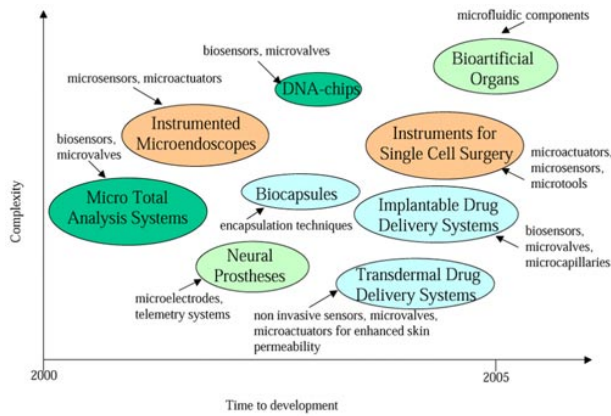 microfluidic components
biosensors, microvalves
Bioartificial
Organs
microsensors, microactuators
DNA-chips
Instrumented
Microendoscopes
Instruments for
Single Cell Surgery
biosensors,
microvalves
microactuators,
microsensors,
microtools
Micro Total
Analysis Systems
Biocapsules
encapsulation techniques
Implantable Drug
Delivery Systems
biosensors,
microvalves,
microcapillaries
Neural
Prostheses
microelectrodes,
telemetry systems
Transdermal Drug
Delivery Systems
non invasive sensors, microvalves,
microactuators for enhanced skin
permeability
Complexity
2000
2005
Time to development